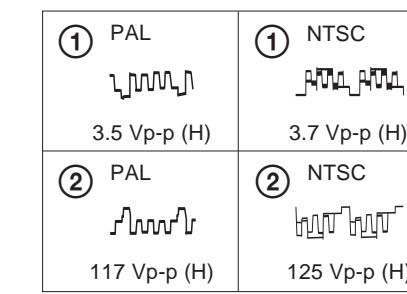 ① PAL
3.5 Vp-p (H)
① NTSC
3.7 Vp-p (H)
② PAL
117 Vp-p (H)
② NTSC
125 Vp-p (H)